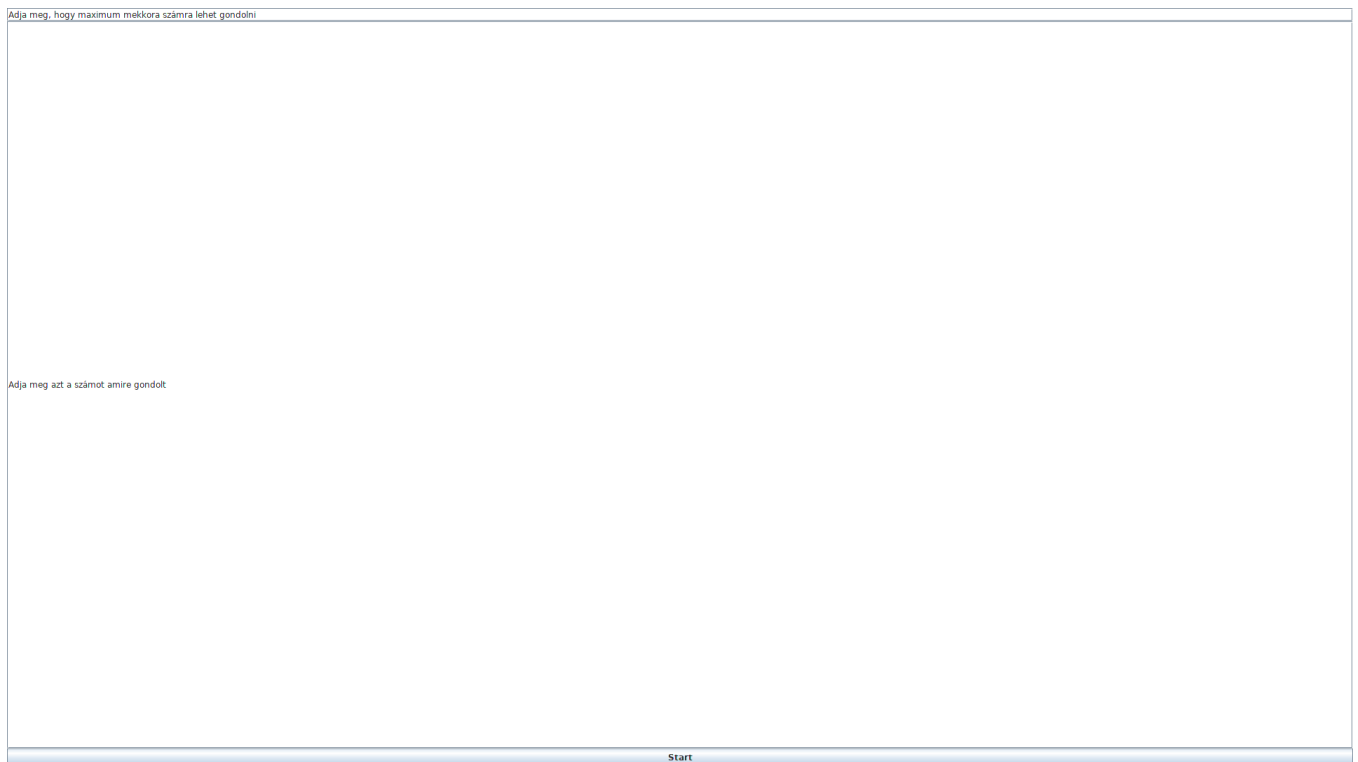 Adja meg, hogy maximum mekkora számra lehet gondolni
Adja meg azt a számot amire gondolt
Start